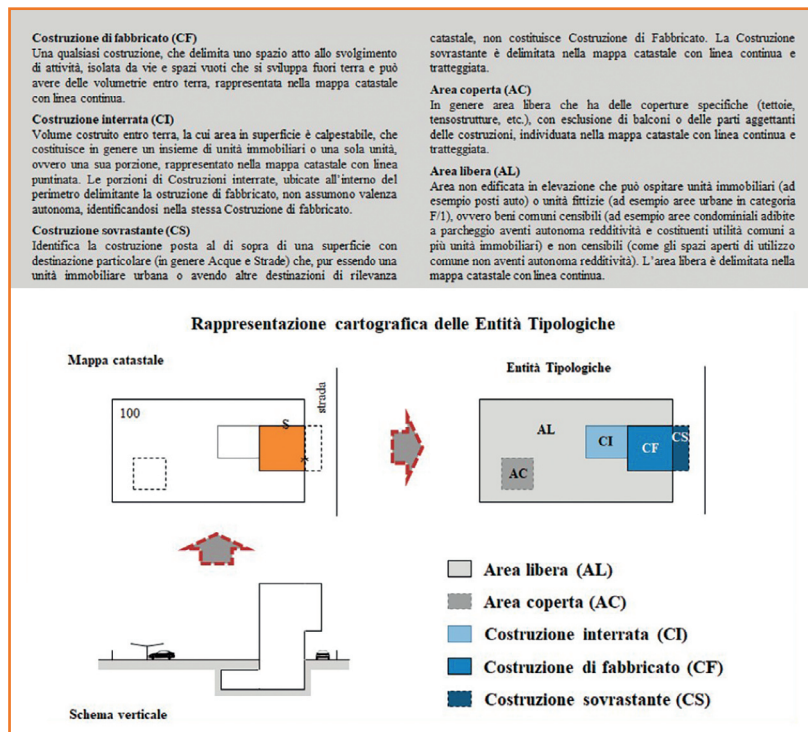 Costruzione di fabbricato (CF)
Una qualsiasi costruzione, che delimita uno spazio atto allo svolgimento
di attività, isolata da vie e spazi vuoti che si sviluppa fuori terra e può
avere delle volumetrie entro terra, rappresentata nella mappa catastale
con linea continua.
Costruzione interrata (CI)
Volume costruito entro terra, la cui area in superficie è calpestabile, che
costituisce in genere un insieme di unità immobiliari o una sola unità,
ovvero una sua porzione, rappresentato nella mappa catastale con linea
puntinata. Le porzioni di Costruzioni interrate, ubicate all'interno del
perimetro delimitante la ostruzione di fabbricato, non assumono valenza
autonoma, identificandosi nella stessa Costruzione di fabbricato.
Costruzione sovrastante (CS)
Identifica la costruzione posta al di sopra di una superficie con
destinazione particolare (in genere Acque e Strade) che, pur essendo una
unità immobiliare urbana o avendo altre destinazioni di rilevanza
catastale, non costituisce Costruzione di Fabbricato. La Costruzione
sovrastante è delimitata nella mappa catastale con linea continua e
tratteggiata.
Area coperta (AC)
In genere area libera che ha delle coperture specifiche (tettoie,
tensostrutture, etc.), con esclusione di balconi o delle parti aggettanti
delle costruzioni, individuata nella mappa catastale con linea continua e
tratteggiata.
Area libera (AL)
Area non edificata in elevazione che può ospitare unità immobiliari (ad
esempio posti auto) o unità fittizie (ad esempio aree urbane in categoria
F/1), ovvero beni comuni censibili (ad esempio aree condominiali adibite
a parcheggio aventi autonoma redditività e costituenti utilità comuni a
più unità immobiliari) e non censibili (come gli spazi aperti di utilizzo
comune non aventi autonoma redditività). L'area libera è delimitata nella
mappa catastale con linea continua.
Rappresentazione cartografica delle Entità Tipologiche
Mappa catastale
100
S
strada
Entità Tipologiche
AL
CI
CF
CS
AC
Schema verticale
Area libera (AL)
Area coperta (AC)
Costruzione interrata (CI)
Costruzione di fabbricato (CF)
Costruzione sovrastante (CS)